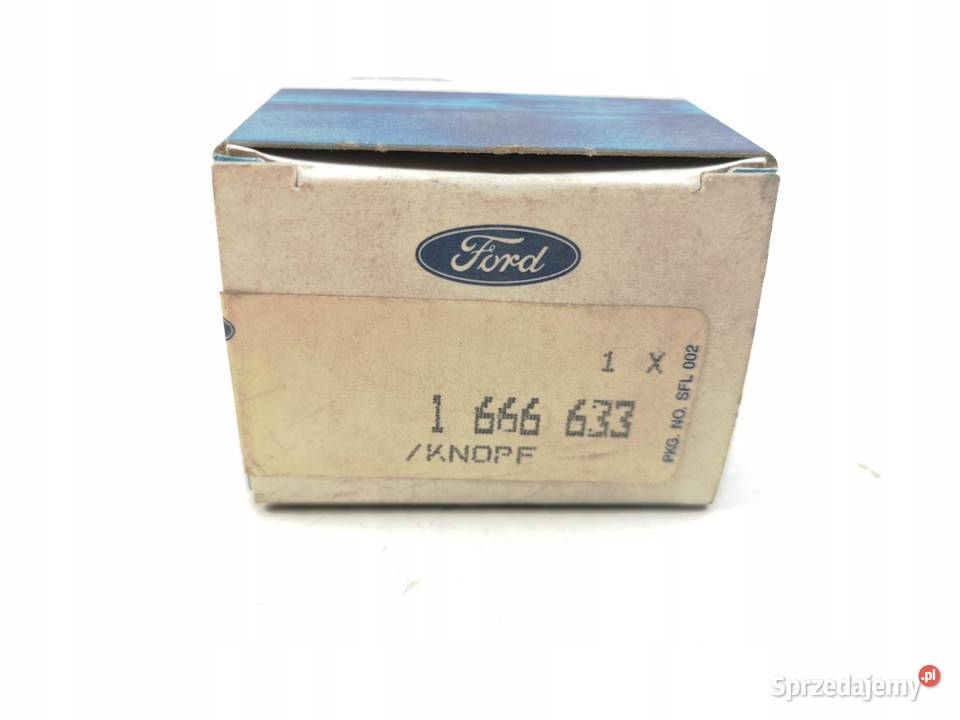 Ford
1 X
1 666 633
/KNOPF
PKG. NO. SFL 002
Sprzedajemy.pl